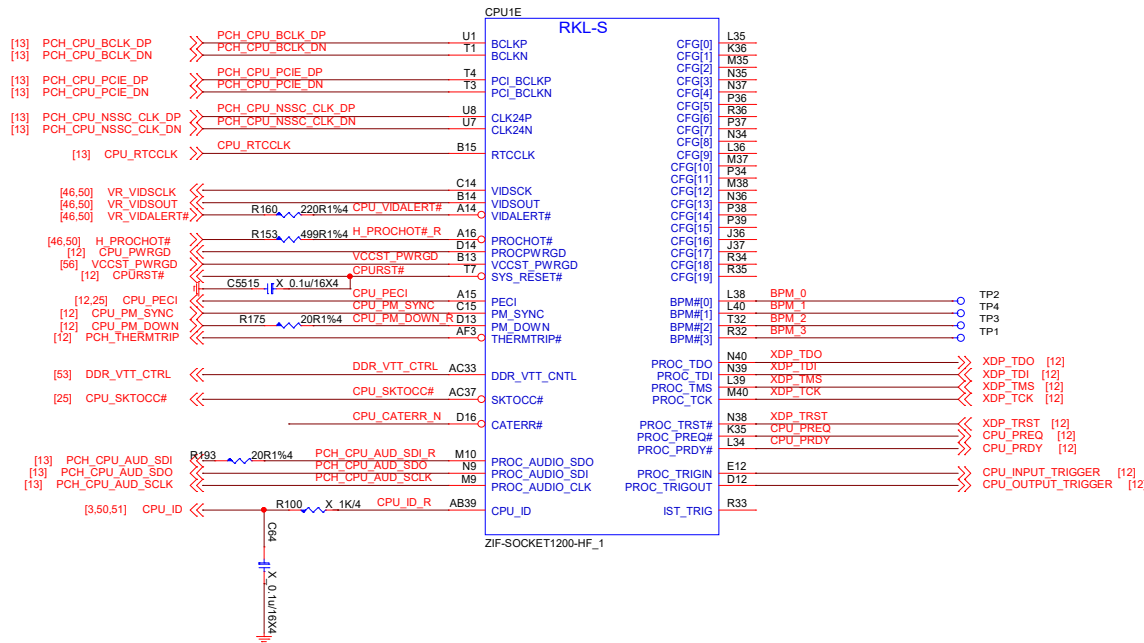 CPU1E
RKL-S
[13] PCH_CPU_BCLK_DP PCH_CPU_BCLK_DP U1 BCLKP
[13] PCH_CPU_BCLK_DN PCH_CPU_BCLK_DN T1 BCLKN
[13] PCH_CPU_PCIE_DP PCH_CPU_PCIE_DP T4 PCI_BCLKP
[13] PCH_CPU_PCIE_DN PCH_CPU_PCIE_DN T3 PCI_BCLKN
[13] PCH_CPU_NSSC_CLK_DP PCH_CPU_NSSC_CLK_DP U8 CLK24P
[13] PCH_CPU_NSSC_CLK_DN PCH_CPU_NSSC_CLK_DN U7 CLK24N
[13] CPU_RTCCLK CPU_RTCCLK B15 RTCCLK
[46,50] VR_VIDSCLK C14 VIDSCK
[46,50] VR_VIDSOUT B14 VIDSOUT
[46,50] VR_VIDALERT# R160 220R1%4 CPU_VIDALERT# A14 VIDALERT#
[46,50] H_PROCHOT# R153 499R1%4 H_PROCHOT#_R A16 PROCHOT#
[12] CPU_PWRGD D14 PROCPWRGD
[56] VCCST_PWRGD VCCST_PWRGD B13 VCCST_PWRGD
[12] CPURST# CPURST# T7 SYS_RESET#
C5515 X_0.1u/16X4
[12,25] CPU_PECI CPU_PECI A15 PECI
[12] CPU_PM_SYNC CPU_PM_SYNC C15 PM_SYNC
[12] CPU_PM_DOWN R175 20R1%4 CPU_PM_DOWN_R D13 PM_DOWN
[12] PCH_THERMTRIP AF3 THERMTRIP#
[53] DDR_VTT_CTRL DDR_VTT_CTRL AC33 DDR_VTT_CNTL
[25] CPU_SKTOCC# CPU_SKTOCC# AC37 SKTOCC#
CPU_CATERR_N D16 CATERR#
[13] PCH_CPU_AUD_SDI R193 20R1%4 PCH_CPU_AUD_SDI_R M10 PROC_AUDIO_SDO
[13] PCH_CPU_AUD_SDO PCH_CPU_AUD_SDO N9 PROC_AUDIO_SDI
[13] PCH_CPU_AUD_SCLK PCH_CPU_AUD_SCLK M9 PROC_AUDIO_CLK
[3,50,51] CPU_ID R100 X_1K/4 CPU_ID_R AB39 CPU_ID
C64
X_0.1u/16X4
CFG[0] L35
CFG[1] K36
CFG[2] M35
CFG[3] N35
CFG[4] N37
CFG[5] P36
CFG[6] R36
CFG[7] P37
CFG[8] N34
CFG[9] L36
CFG[10] M37
CFG[11] P34
CFG[12] M38
CFG[13] N36
CFG[14] P38
CFG[15] P39
CFG[16] J36
CFG[17] J37
CFG[18] R34
CFG[19] R35
BPM#[0] L38 BPM_0 TP2
BPM#[1] L40 BPM_1 TP4
BPM#[2] T32 BPM_2 TP3
BPM#[3] R32 BPM_3 TP1
PROC_TDO N40 XDP_TDO XDP_TDO [12]
PROC_TDI N39 XDP_TDI XDP_TDI [12]
PROC_TMS L39 XDP_TMS XDP_TMS [12]
PROC_TCK M40 XDP_TCK XDP_TCK [12]
PROC_TRST# N38 XDP_TRST XDP_TRST [12]
PROC_PREQ# K35 CPU_PREQ CPU_PREQ [12]
PROC_PRDY# L34 CPU_PRDY CPU_PRDY [12]
PROC_TRIGIN E12 CPU_INPUT_TRIGGER [12]
PROC_TRIGOUT D12 CPU_OUTPUT_TRIGGER [12]
IST_TRIG R33
ZIF-SOCKET1200-HF_1